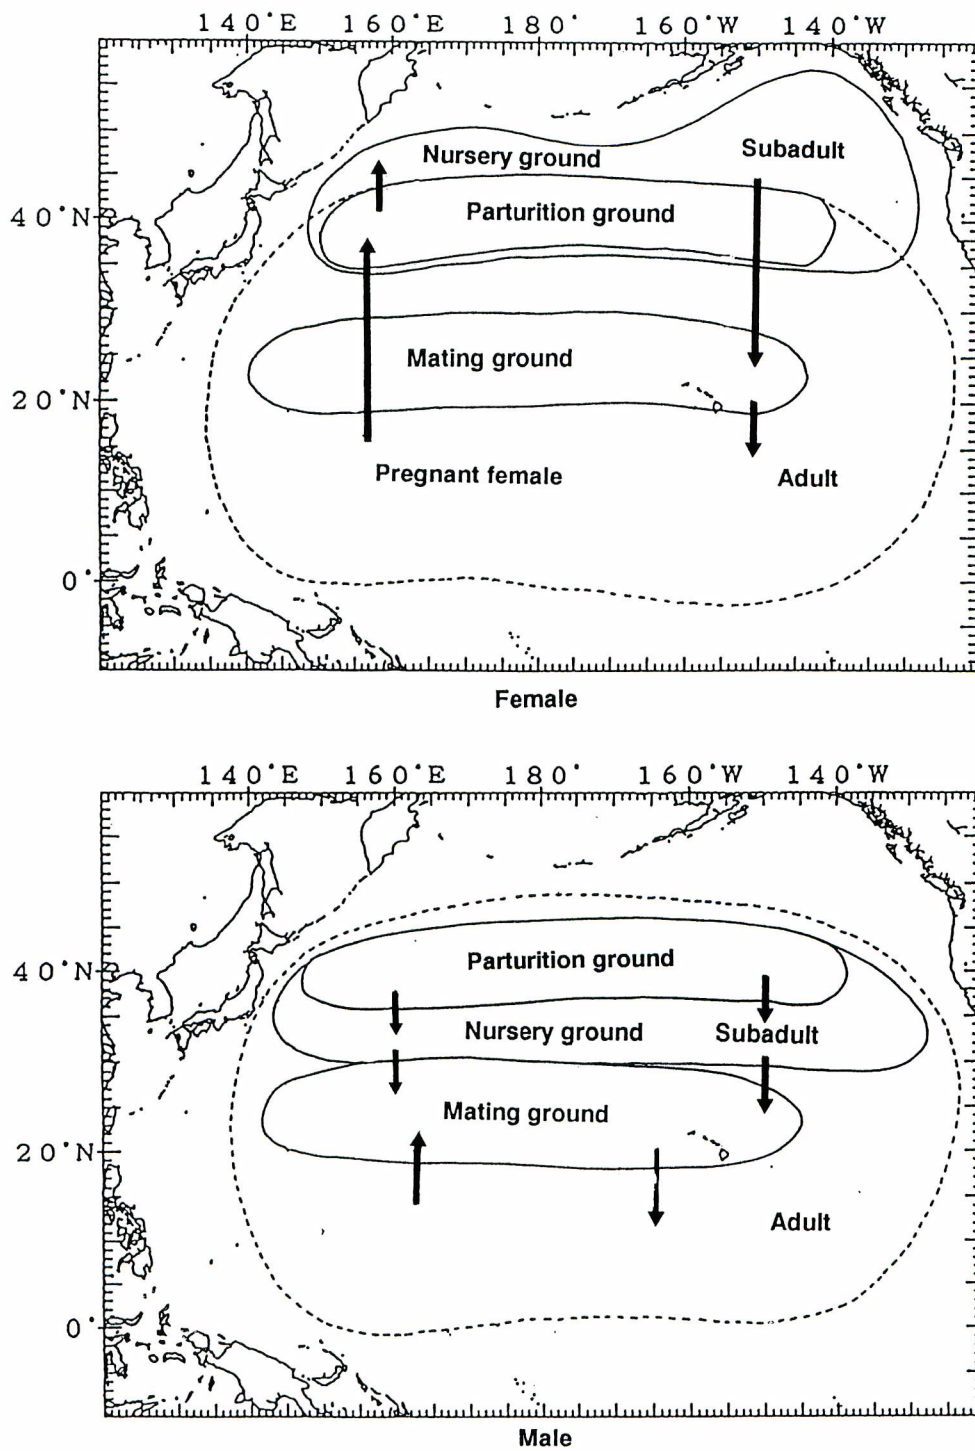 140°E 160°E 180° 160°W 140°W
Nursery ground
Subadult
40°N
Parturition ground
Mating ground
20°N
Pregnant female
Adult
0°
Female
140°E 160°E 180° 160°W 140°W
Parturition ground
40°N
Nursery ground
Subadult
Mating ground
20°N
Adult
0°
Male